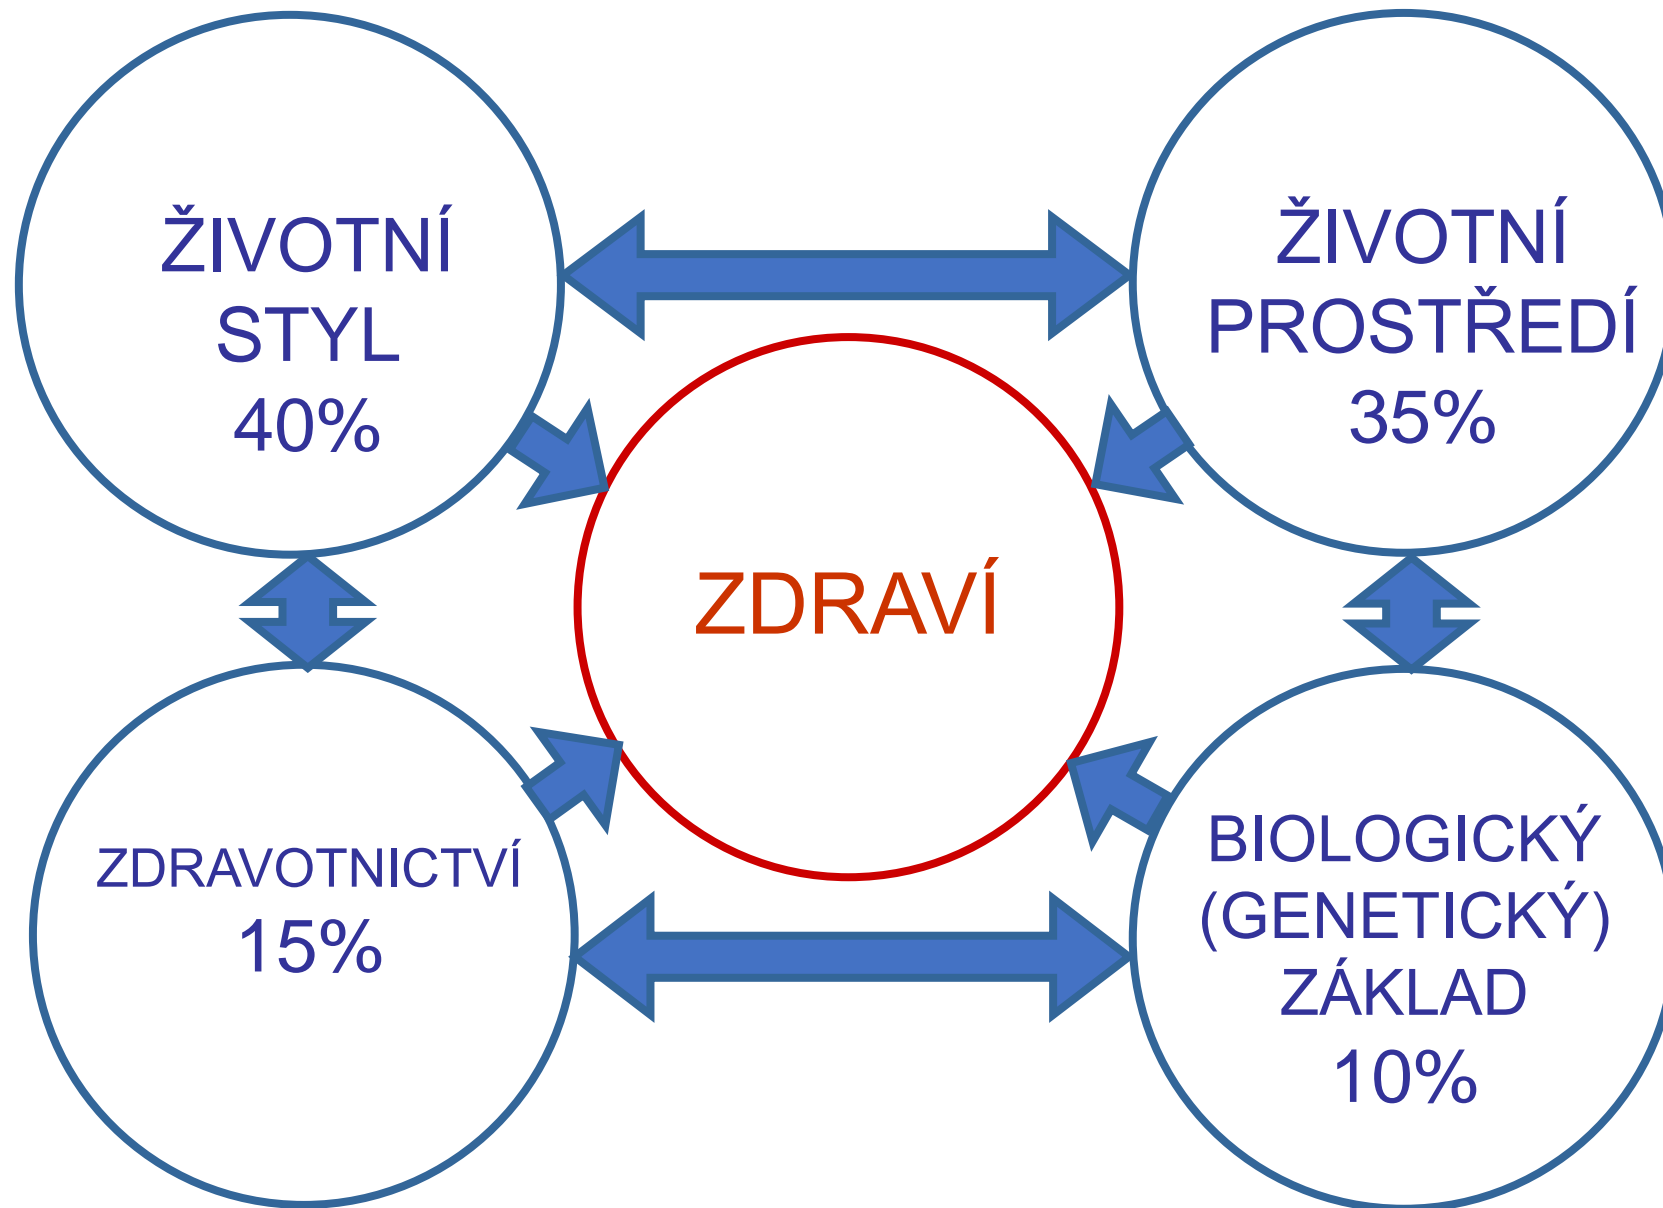 ŽIVOTNÍ
STYL
40%
ŽIVOTNÍ
PROSTŘEDÍ
35%
ZDRAVÍ
ZDRAVOTNICTVÍ
15%
BIOLOGICKÝ
(GENETICKÝ)
ZÁKLAD
10%